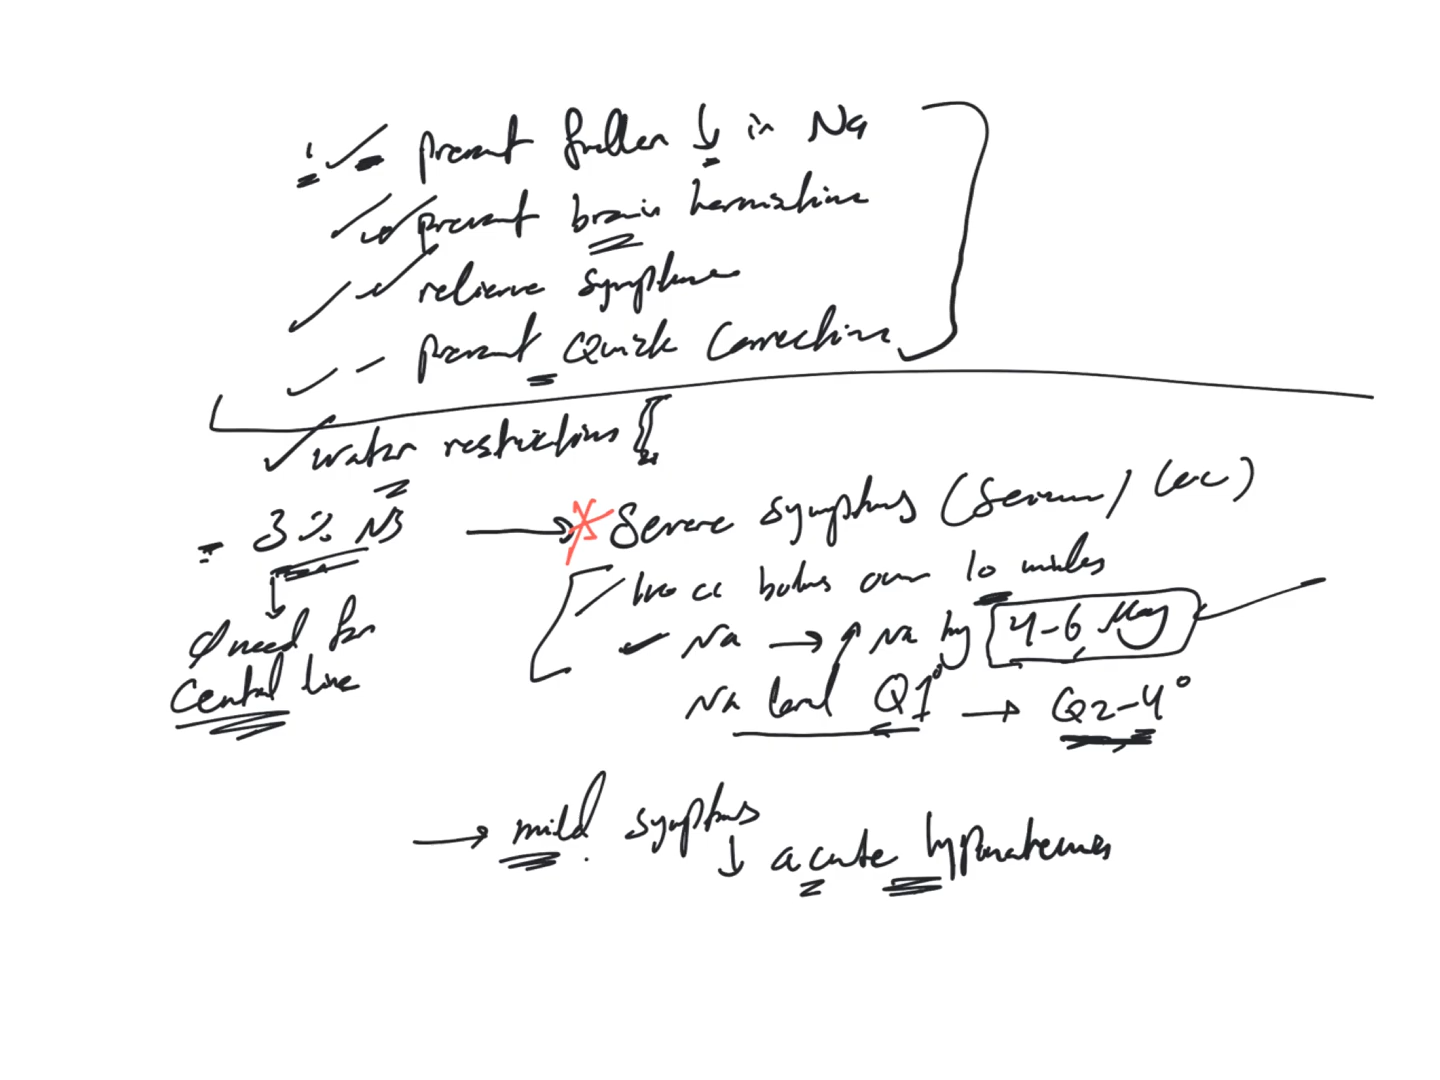 prevent further ↓ in Na
prevent brain herniation
relieve symptoms
- prevent Quick Correction
water restriction
- 3% NS → * Severe symptoms (Seizure / LOC)
↓
∅ need for
Central line
100 cc bolus over 10 minutes
Na → ↑ Na by 4-6 Meq
Na level Q1° → Q2-4°
→ mild symptoms
↓ acute hyponatremia